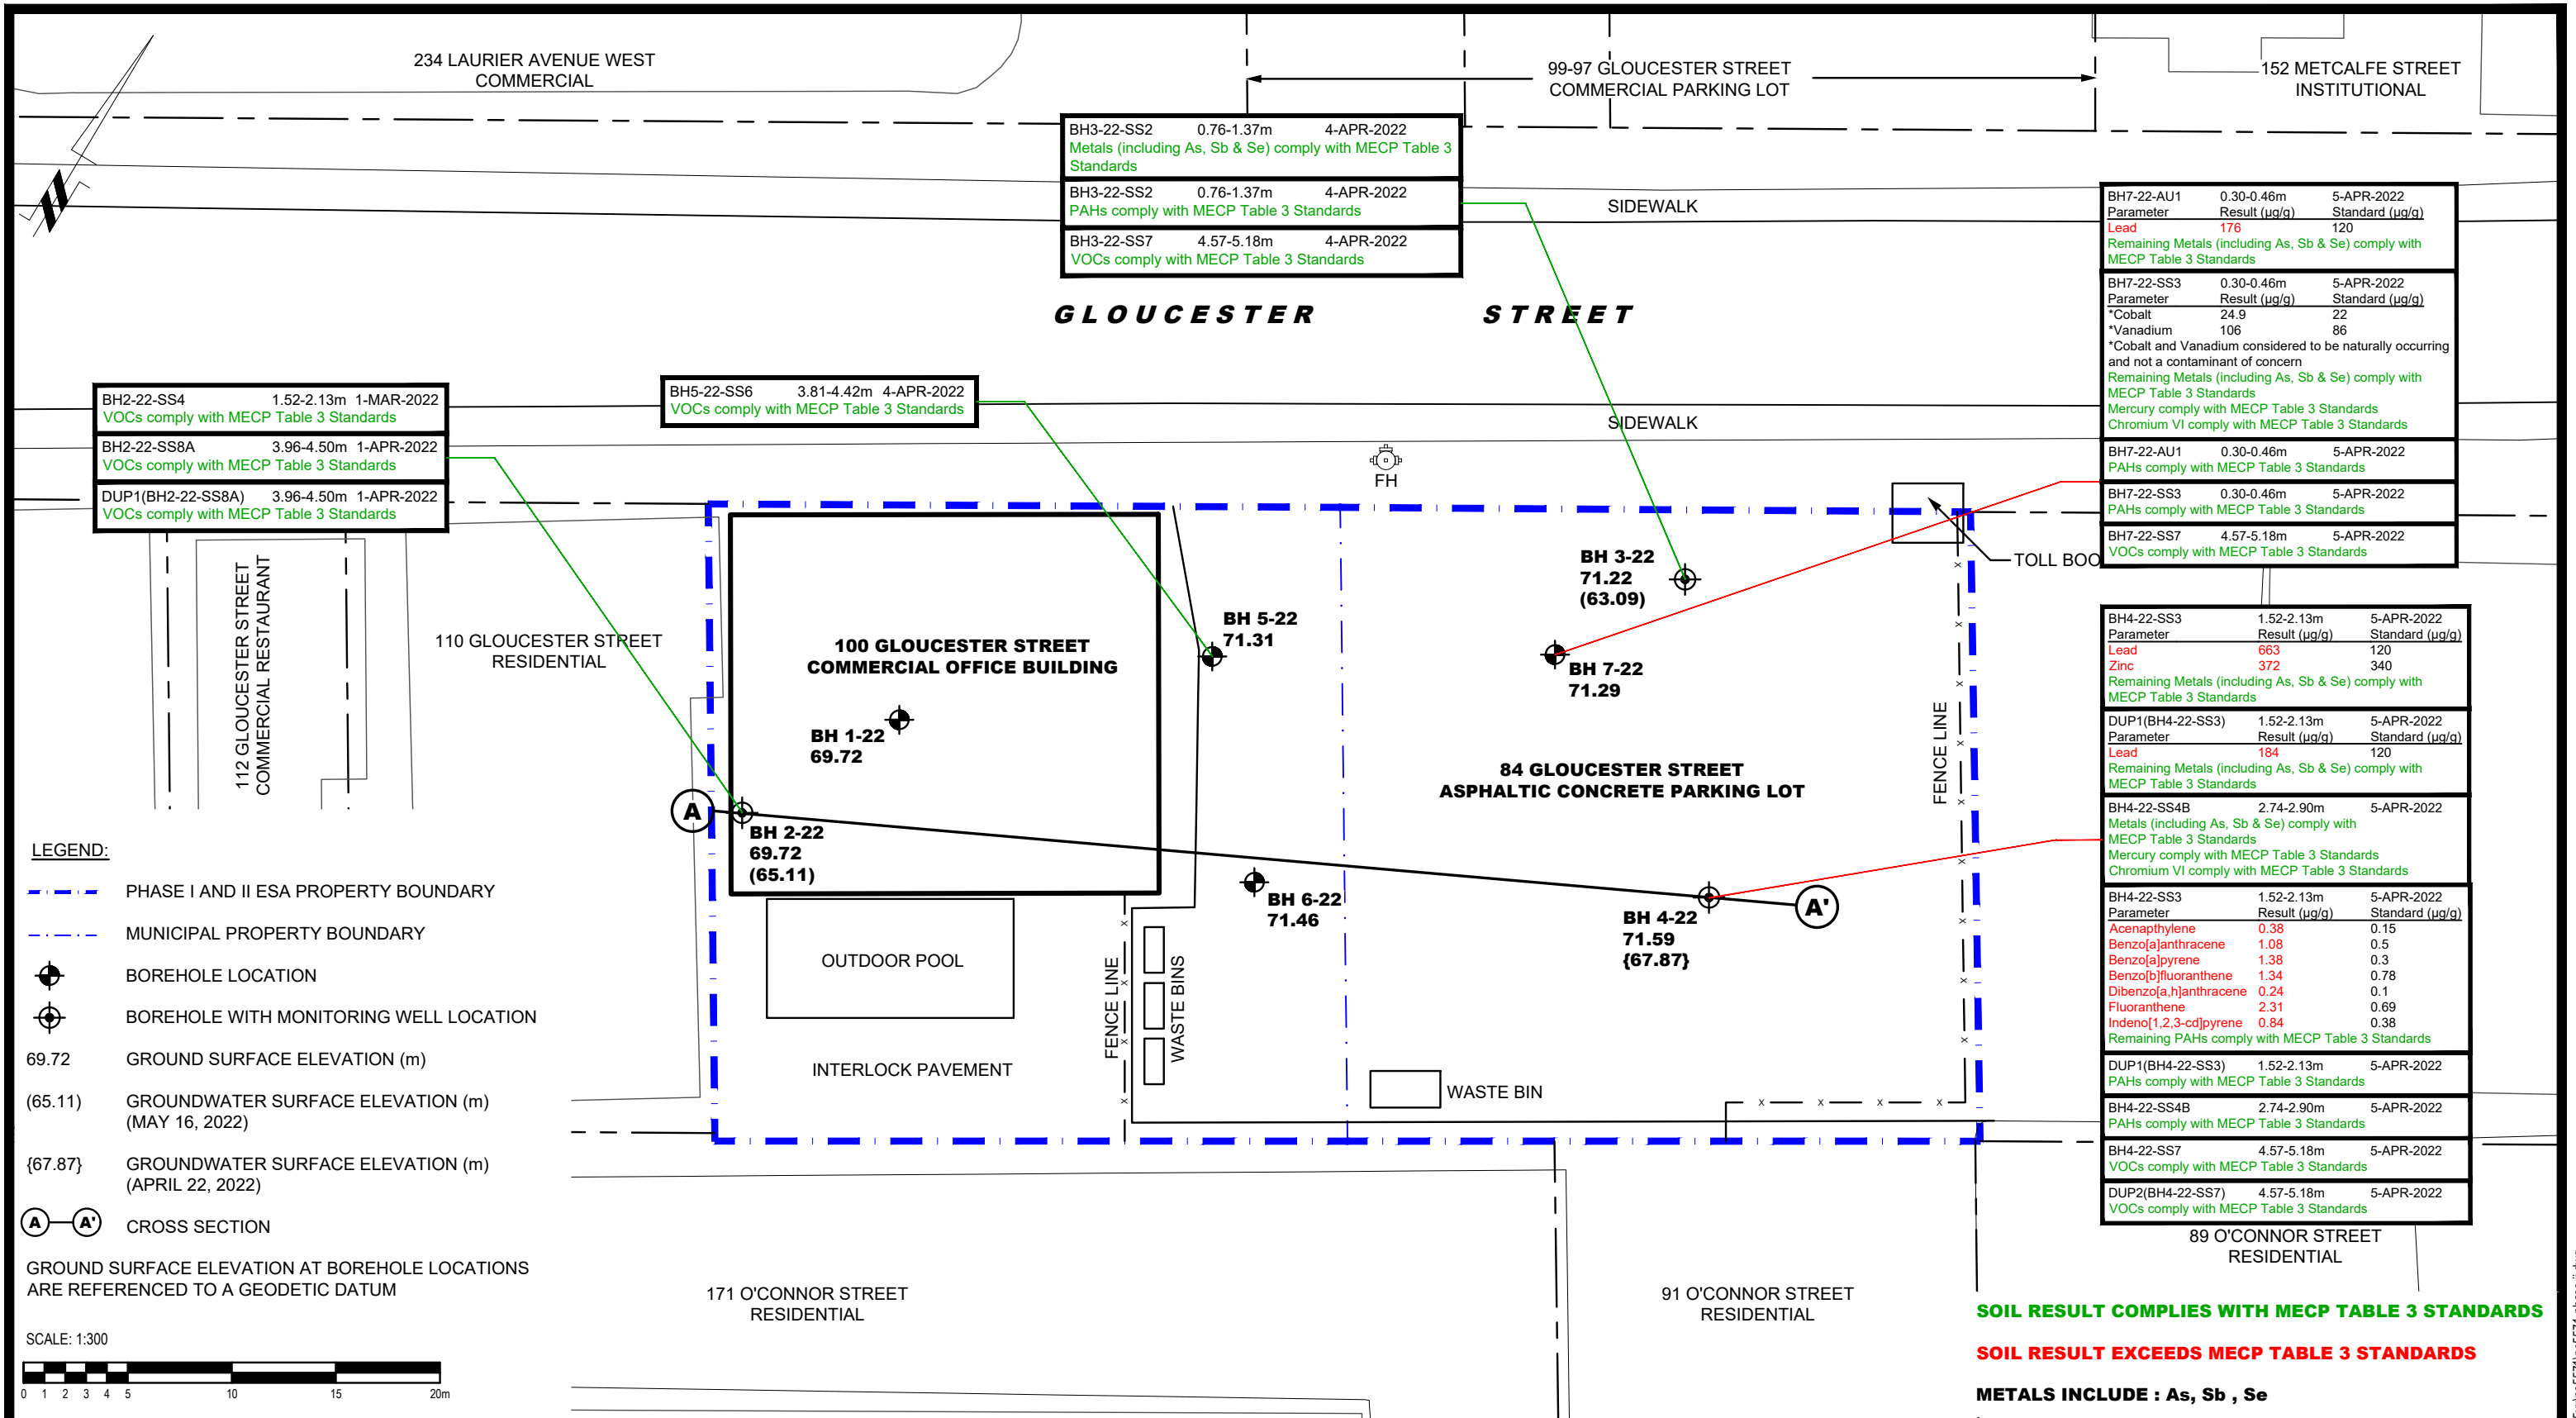 234 LAURIER AVENUE WEST
COMMERCIAL
99-97 GLOUCESTER STREET
COMMERCIAL PARKING LOT
152 METCALFE STREET
INSTITUTIONAL
BH3-22-SS2 0.76-1.37m 4-APR-2022
Metals (including As, Sb & Se) comply with MECP Table 3
Standards
BH3-22-SS2 0.76-1.37m 4-APR-2022
PAHs comply with MECP Table 3 Standards
BH3-22-SS7 4.57-5.18m 4-APR-2022
VOCs comply with MECP Table 3 Standards
SIDEWALK
GLOUCESTER STREET
BH7-22-AU1 0.30-0.46m 5-APR-2022
Parameter Result (µg/g) Standard (µg/g)
Lead 176 120
Remaining Metals (including As, Sb & Se) comply with
MECP Table 3 Standards
BH7-22-SS3 0.30-0.46m 5-APR-2022
Parameter Result (µg/g) Standard (µg/g)
*Cobalt 24.9 22
*Vanadium 106 86
*Cobalt and Vanadium considered to be naturally occurring
and not a contaminant of concern
Remaining Metals (including As, Sb & Se) comply with
MECP Table 3 Standards
Mercury comply with MECP Table 3 Standards
Chromium VI comply with MECP Table 3 Standards
BH7-22-AU1 0.30-0.46m 5-APR-2022
PAHs comply with MECP Table 3 Standards
BH7-22-SS3 0.30-0.46m 5-APR-2022
PAHs comply with MECP Table 3 Standards
BH7-22-SS7 4.57-5.18m 5-APR-2022
VOCs comply with MECP Table 3 Standards
BH2-22-SS4 1.52-2.13m 1-MAR-2022
VOCs comply with MECP Table 3 Standards
BH2-22-SS8A 3.96-4.50m 1-APR-2022
VOCs comply with MECP Table 3 Standards
DUP1(BH2-22-SS8A) 3.96-4.50m 1-APR-2022
VOCs comply with MECP Table 3 Standards
BH5-22-SS6 3.81-4.42m 4-APR-2022
VOCs comply with MECP Table 3 Standards
SIDEWALK
FH
TOLL BOO
112 GLOUCESTER STREET
COMMERCIAL RESTAURANT
110 GLOUCESTER STREET
RESIDENTIAL
100 GLOUCESTER STREET
COMMERCIAL OFFICE BUILDING
BH 5-22
71.31
BH 3-22
71.22
(63.09)
BH 7-22
71.29
BH 1-22
69.72
84 GLOUCESTER STREET
ASPHALTIC CONCRETE PARKING LOT
FENCE LINE
A
BH 2-22
69.72
(65.11)
BH 6-22
71.46
BH 4-22
71.59
{67.87}
A'
OUTDOOR POOL
FENCE LINE
WASTE BINS
INTERLOCK PAVEMENT
WASTE BIN
BH4-22-SS3 1.52-2.13m 5-APR-2022
Parameter Result (µg/g) Standard (µg/g)
Lead 663 120
Zinc 372 340
Remaining Metals (including As, Sb & Se) comply with
MECP Table 3 Standards
DUP1(BH4-22-SS3) 1.52-2.13m 5-APR-2022
Parameter Result (µg/g) Standard (µg/g)
Lead 184 120
Remaining Metals (including As, Sb & Se) comply with
MECP Table 3 Standards
BH4-22-SS4B 2.74-2.90m 5-APR-2022
Metals (including As, Sb & Se) comply with
MECP Table 3 Standards
Mercury comply with MECP Table 3 Standards
Chromium VI comply with MECP Table 3 Standards
BH4-22-SS3 1.52-2.13m 5-APR-2022
Parameter Result (µg/g) Standard (µg/g)
Acenapthylene 0.38 0.15
Benzo[a]anthracene 1.08 0.5
Benzo[a]pyrene 1.38 0.3
Benzo[b]fluoranthene 1.34 0.78
Dibenzo[a,h]anthracene 0.24 0.1
Fluoranthene 2.31 0.69
Indeno[1,2,3-cd]pyrene 0.84 0.38
Remaining PAHs comply with MECP Table 3 Standards
DUP1(BH4-22-SS3) 1.52-2.13m 5-APR-2022
PAHs comply with MECP Table 3 Standards
BH4-22-SS4B 2.74-2.90m 5-APR-2022
PAHs comply with MECP Table 3 Standards
BH4-22-SS7 4.57-5.18m 5-APR-2022
VOCs comply with MECP Table 3 Standards
DUP2(BH4-22-SS7) 4.57-5.18m 5-APR-2022
VOCs comply with MECP Table 3 Standards
LEGEND:
PHASE I AND II ESA PROPERTY BOUNDARY
MUNICIPAL PROPERTY BOUNDARY
BOREHOLE LOCATION
BOREHOLE WITH MONITORING WELL LOCATION
69.72 GROUND SURFACE ELEVATION (m)
(65.11) GROUNDWATER SURFACE ELEVATION (m)
(MAY 16, 2022)
{67.87} GROUNDWATER SURFACE ELEVATION (m)
(APRIL 22, 2022)
A A' CROSS SECTION
GROUND SURFACE ELEVATION AT BOREHOLE LOCATIONS
ARE REFERENCED TO A GEODETIC DATUM
SCALE: 1:300
0 1 2 3 4 5 10 15 20m
171 O'CONNOR STREET
RESIDENTIAL
91 O'CONNOR STREET
RESIDENTIAL
89 O'CONNOR STREET
RESIDENTIAL
SOIL RESULT COMPLIES WITH MECP TABLE 3 STANDARDS
SOIL RESULT EXCEEDS MECP TABLE 3 STANDARDS
METALS INCLUDE : As, Sb , Se